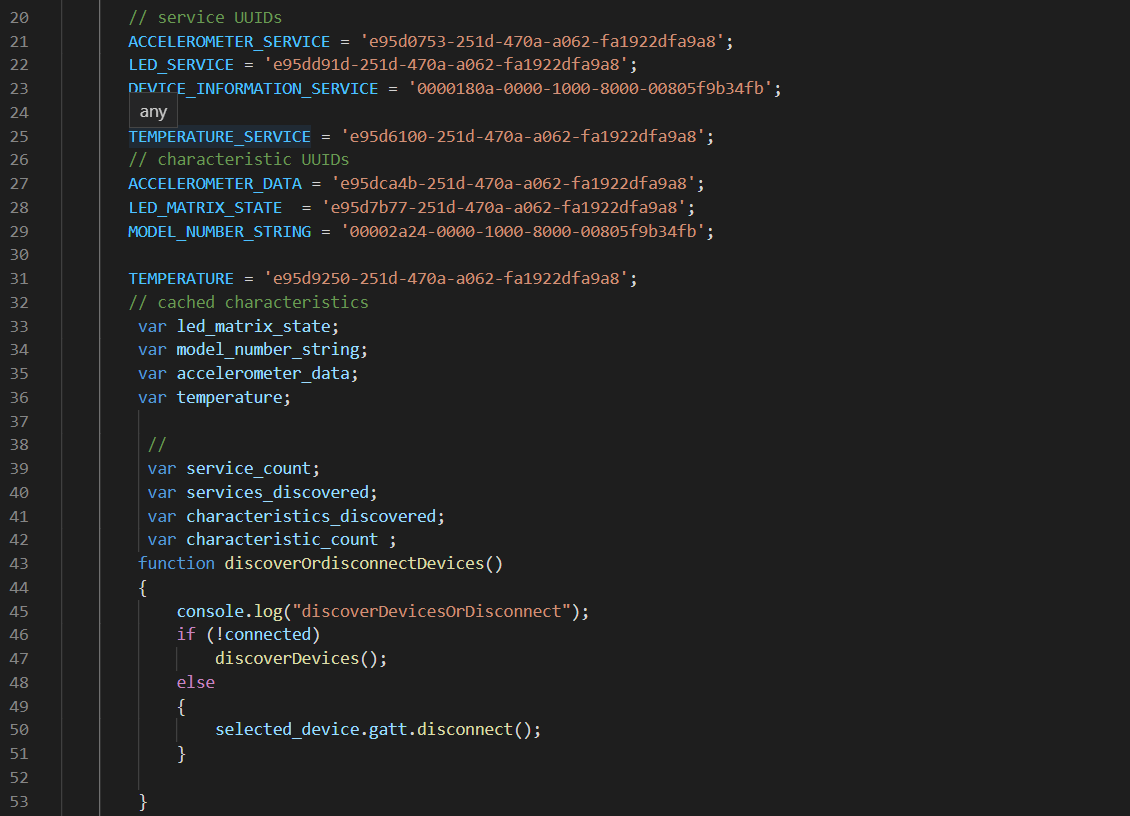 20 // service UUIDs
21 ACCELEROMETER_SERVICE = 'e95d0753-251d-470a-a062-fa1922dfa9a8';
22 LED_SERVICE = 'e95dd91d-251d-470a-a062-fa1922dfa9a8';
23 DEVICE_INFORMATION_SERVICE = '0000180a-0000-1000-8000-00805f9b34fb';
24 any
25 TEMPERATURE_SERVICE = 'e95d6100-251d-470a-a062-fa1922dfa9a8';
26 // characteristic UUIDs
27 ACCELEROMETER_DATA = 'e95dca4b-251d-470a-a062-fa1922dfa9a8';
28 LED_MATRIX_STATE  = 'e95d7b77-251d-470a-a062-fa1922dfa9a8';
29 MODEL_NUMBER_STRING = '00002a24-0000-1000-8000-00805f9b34fb';
30
31 TEMPERATURE = 'e95d9250-251d-470a-a062-fa1922dfa9a8';
32 // cached characteristics
33 var led_matrix_state;
34 var model_number_string;
35 var accelerometer_data;
36 var temperature;
37
38 //
39 var service_count;
40 var services_discovered;
41 var characteristics_discovered;
42 var characteristic_count ;
43 function discoverOrdisconnectDevices()
44 {
45 console.log("discoverDevicesOrDisconnect");
46 if (!connected)
47 discoverDevices();
48 else
49 {
50 selected_device.gatt.disconnect();
51 }
52
53 }